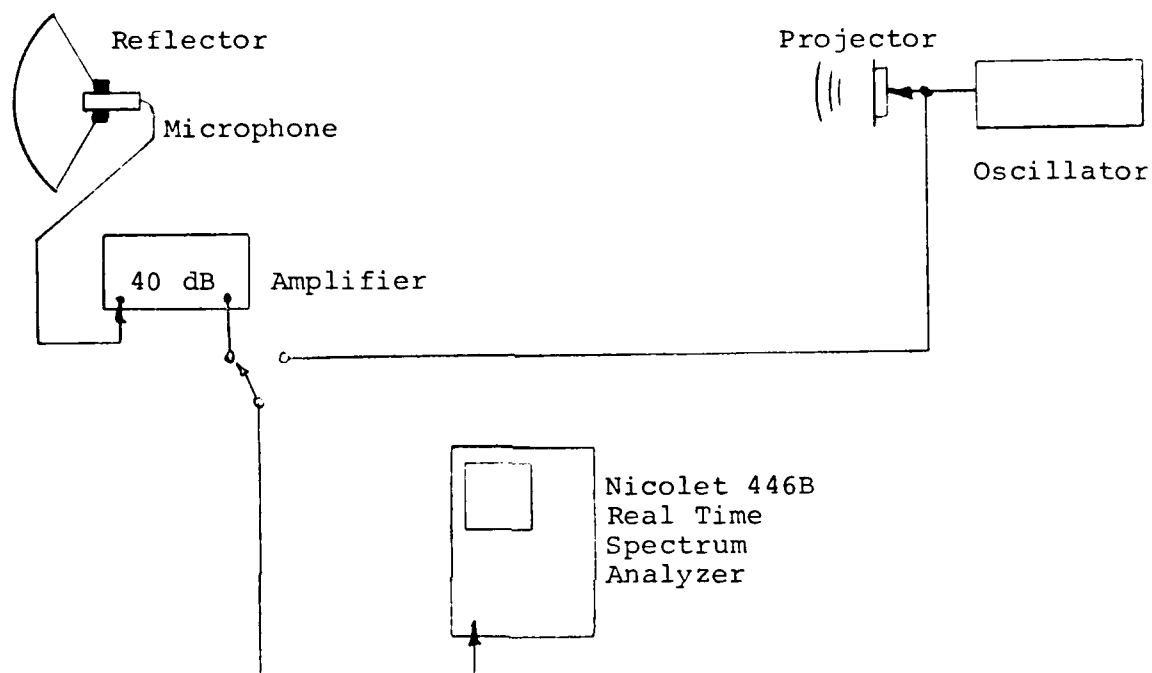 Reflector
Projector
Microphone
Oscillator
40 dB
Amplifier
Nicolet 446B
Real Time
Spectrum
Analyzer